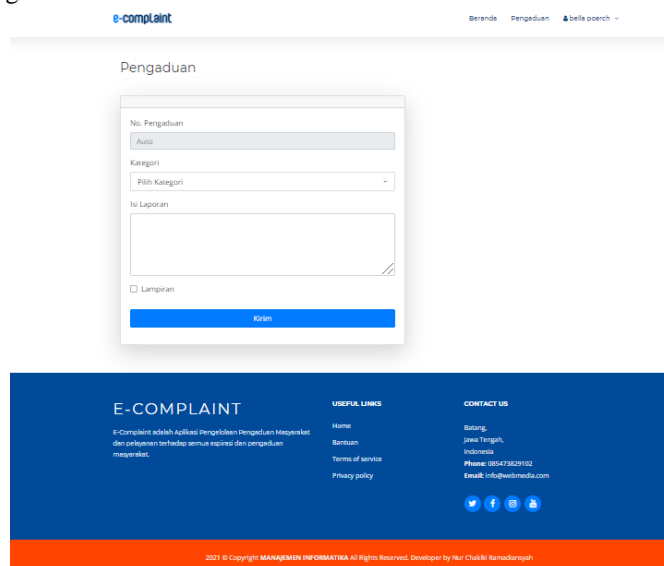 e-complaint
Beranda Pengaduan bella poarch
Pengaduan
No. Pengaduan
Auto
Kategori
Pilih Kategori
Isi Laporan
Lampiran
Kirim
E-COMPLAINT
E-Complaint adalah Aplikasi Pengelolaan Pengaduan Masyarakat
dan pelayanan terhadap semua aspirasi dan pengaduan
masyarakat.
USEFUL LINKS
Home
Bantuan
Terms of service
Privacy policy
CONTACT US
Batang,
Jawa Tengah,
Indonesia
Phone: 085473829102
Email: info@webmedia.com
2021 © Copyright MANAJEMEN INFORMATIKA All Rights Reserved. Developer by Nur Chakiki Ramadiansyah